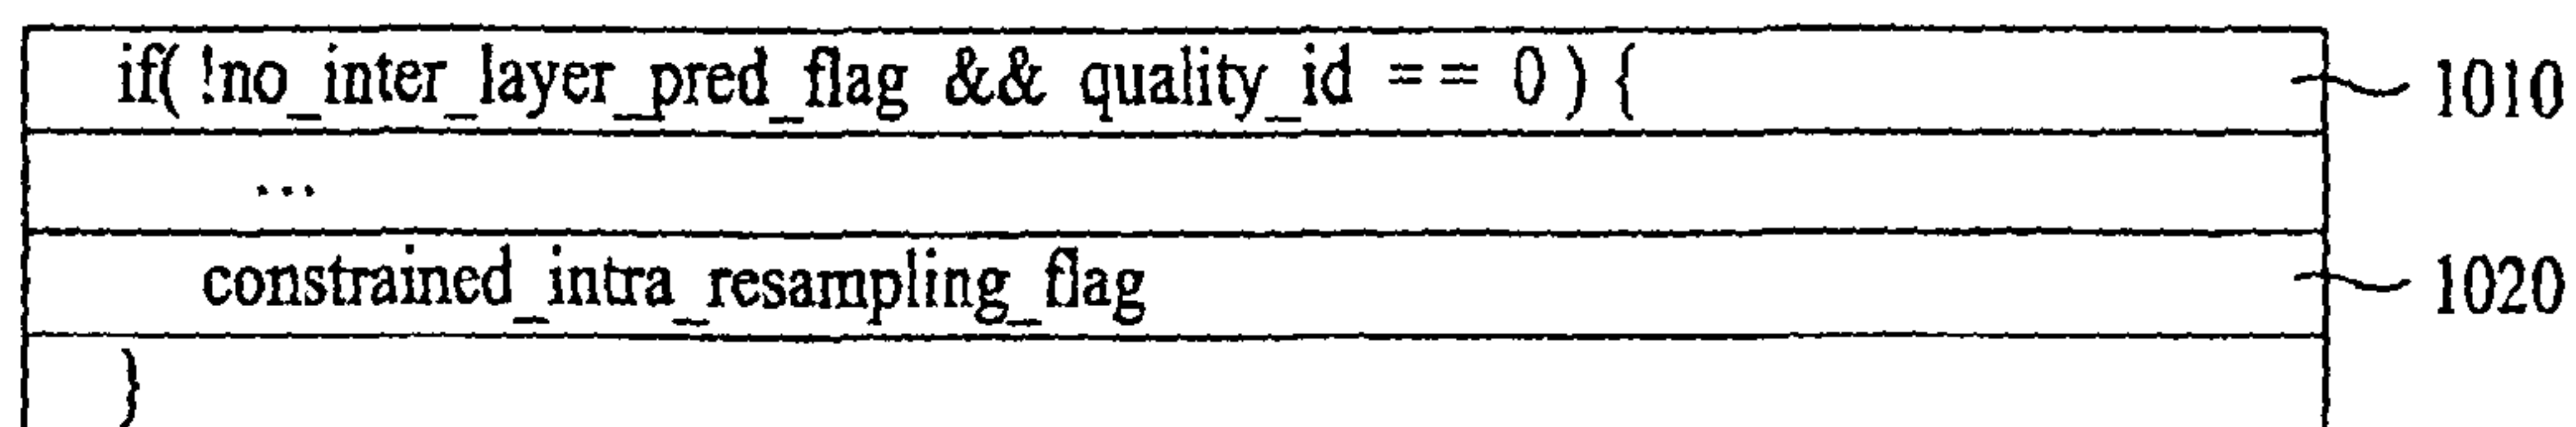 if( !no_inter_layer_pred_flag && quality_id == 0 ) { 1010
...
constrained_intra_resampling_flag 1020
}